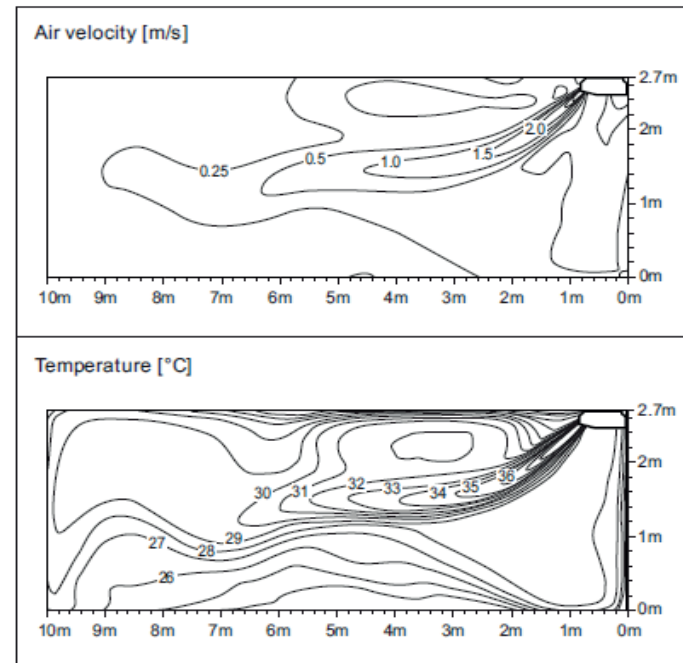 Air velocity [m/s]
2.7m
2.0
2m
0.25
0.5
1.0
1.5
1m
0m
10m 9m 8m 7m 6m 5m 4m 3m 2m 1m 0m
Temperature [°C]
2.7m
2m
30 31 32 33 34 35 36
1m
27 28 29
26
0m
10m 9m 8m 7m 6m 5m 4m 3m 2m 1m 0m